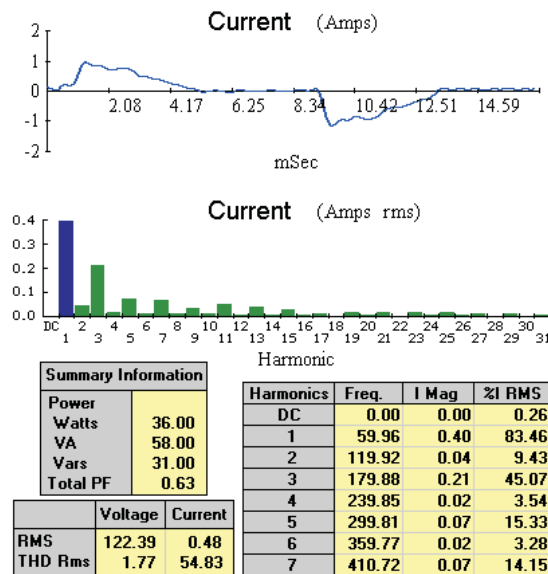 Current (Amps)
2
1
0
-1
-2
2.08 4.17 6.25 8.34 10.42 12.51 14.59
mSec
Current (Amps rms)
0.4
0.3
0.2
0.1
0.0
DC 2 4 6 8 10 12 14 16 18 20 22 24 26 28 30
1 3 5 7 9 11 13 15 17 19 21 23 25 27 29 31
Harmonic
Summary Information
Power
Watts 36.00
VA 58.00
Vars 31.00
Total PF 0.63
Voltage Current
RMS 122.39 0.48
THD Rms 1.77 54.83
Harmonics Freq. I Mag %I RMS
DC 0.00 0.00 0.26
1 59.96 0.40 83.46
2 119.92 0.04 9.43
3 179.88 0.21 45.07
4 239.85 0.02 3.54
5 299.81 0.07 15.33
6 359.77 0.02 3.28
7 410.72 0.07 14.15